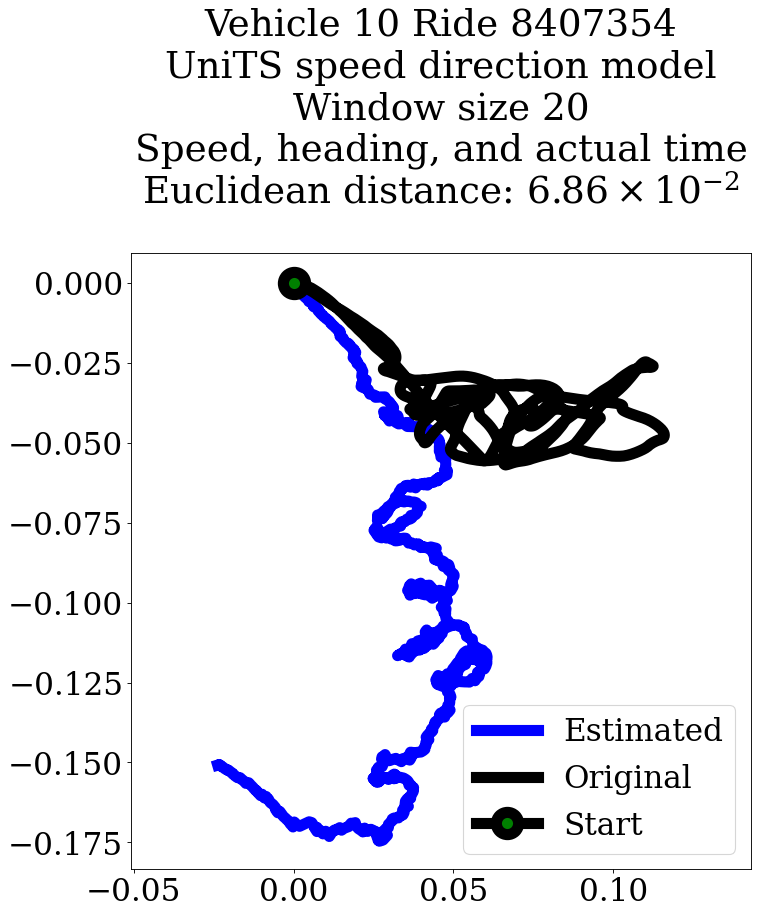 Vehicle 10 Ride 8407354
UniTS speed direction model
Window size 20
Speed, heading, and actual time
Euclidean distance: 6.86 × 10⁻²
0.000
−0.025
−0.050
−0.075
−0.100
−0.125
−0.150
−0.175
Estimated
Original
Start
−0.05 0.00 0.05 0.10